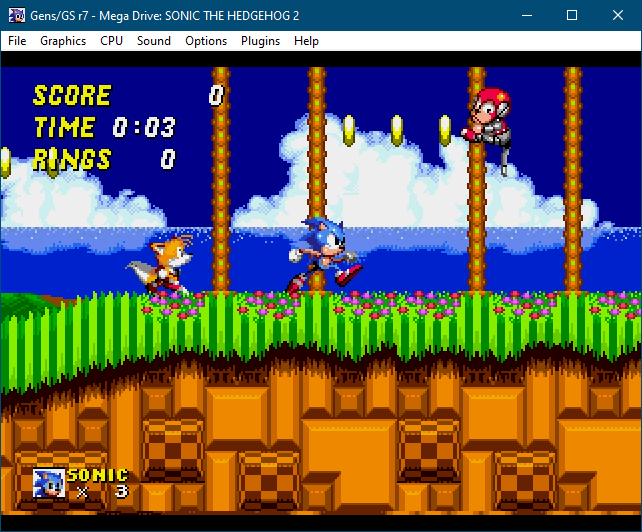 Gens/GS r7 - Mega Drive: SONIC THE HEDGEHOG 2
File Graphics CPU Sound Options Plugins Help
SCORE 0
TIME 0:03
RINGS 0
SONIC
x 3